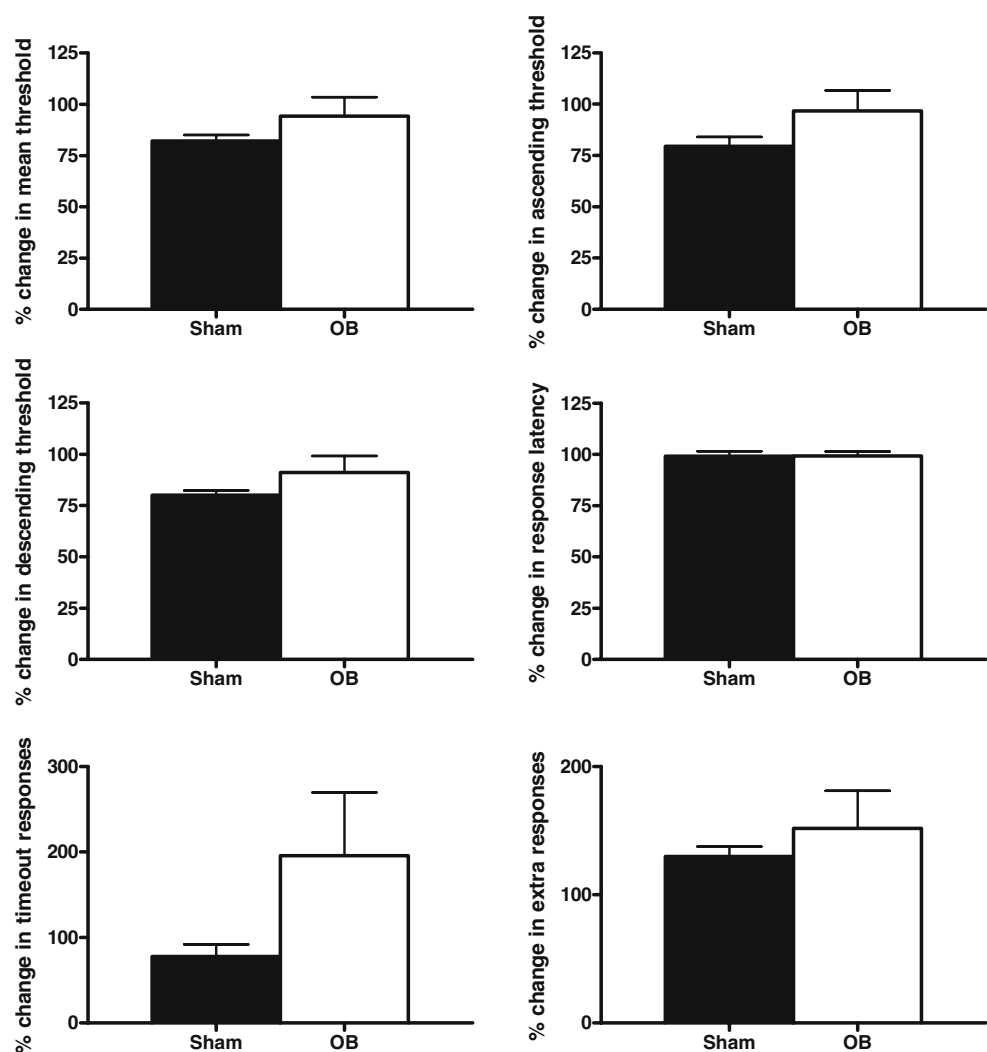 % change in mean threshold
125
100
75
50
25
0
Sham OB
% change in ascending threshold
125
100
75
50
25
0
Sham OB
% change in descending threshold
125
100
75
50
25
0
Sham OB
% change in response latency
125
100
75
50
25
0
Sham OB
% change in timeout responses
300
200
100
0
Sham OB
% change in extra responses
200
100
0
Sham OB